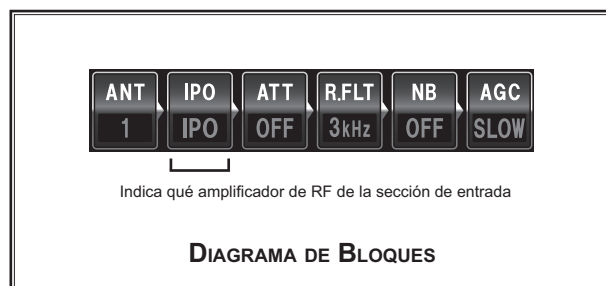 ANT IPO ATT R.FLT NB AGC
1 IPO OFF 3kHz OFF SLOW
Indica qué amplificador de RF de la sección de entrada
DIAGRAMA DE BLOQUES